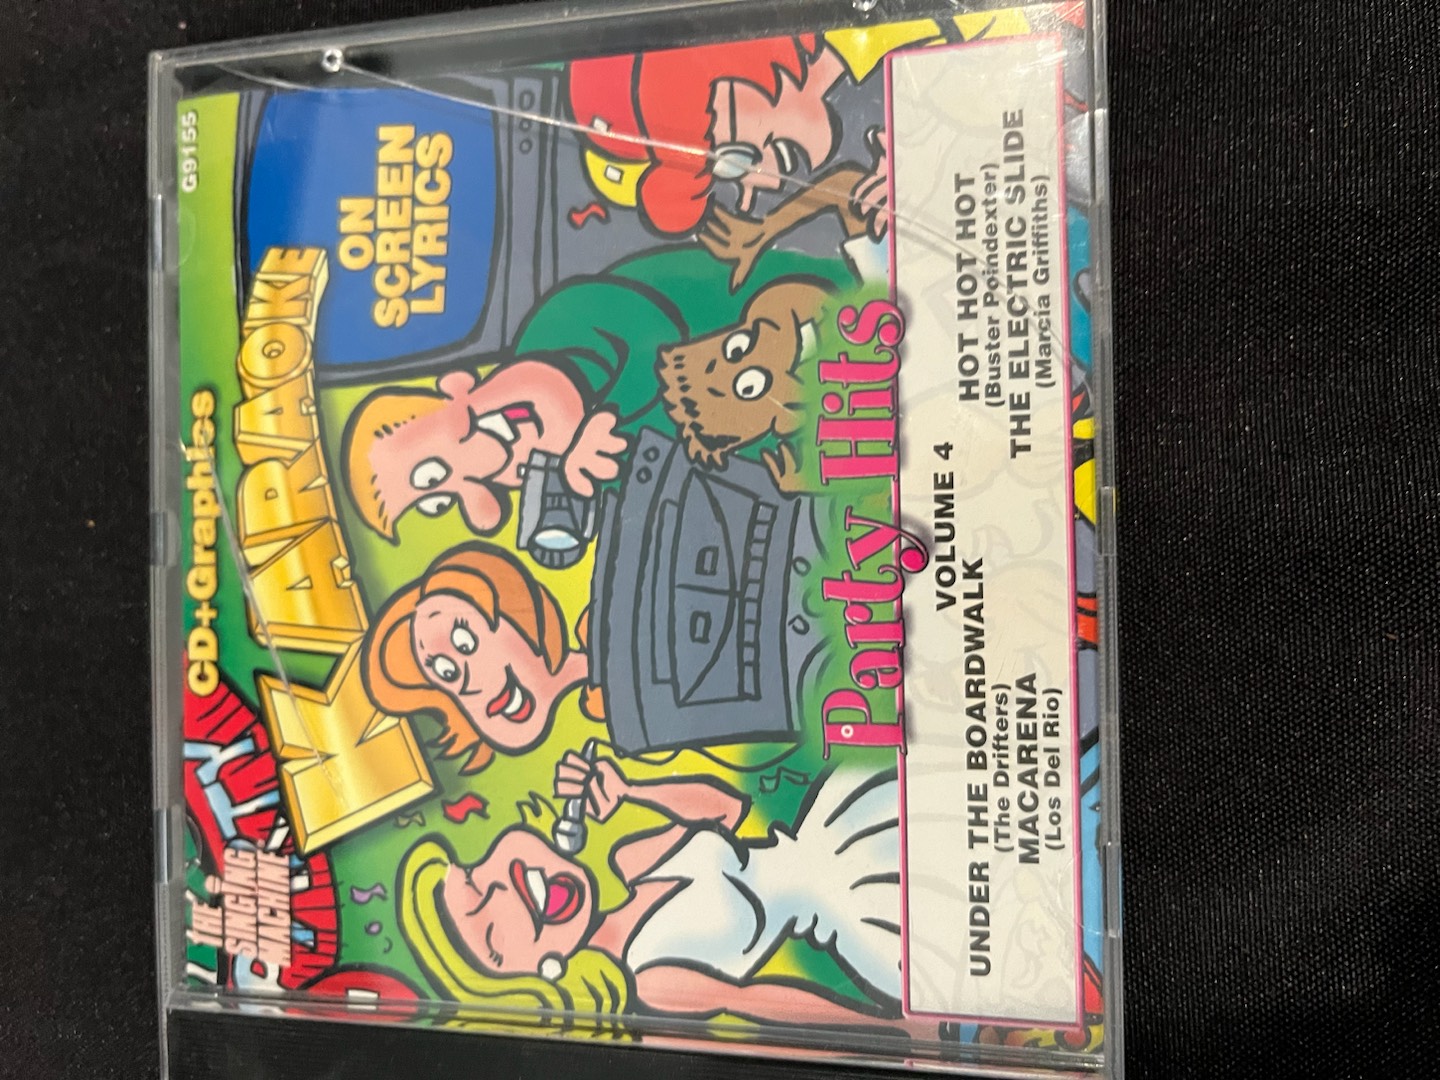 THE
SINGING
MACHINE
CD+Graphics
G9155
PARTY
KARAOKE
ON
SCREEN
LYRICS
Party Hits
VOLUME 4
UNDER THE BOARDWALK
(The Drifters)
MACARENA
(Los Del Rio)
HOT HOT HOT
(Buster Poindexter)
THE ELECTRIC SLIDE
(Marcia Griffiths)